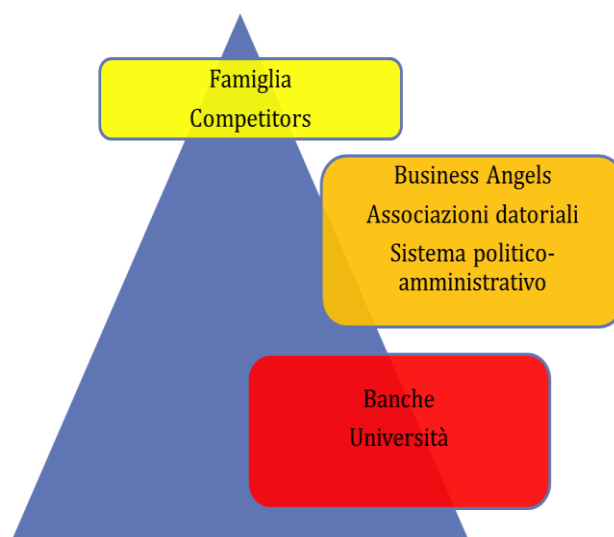 Famiglia
Competitors
Business Angels
Associazioni datoriali
Sistema politico-
amministrativo
Banche
Università